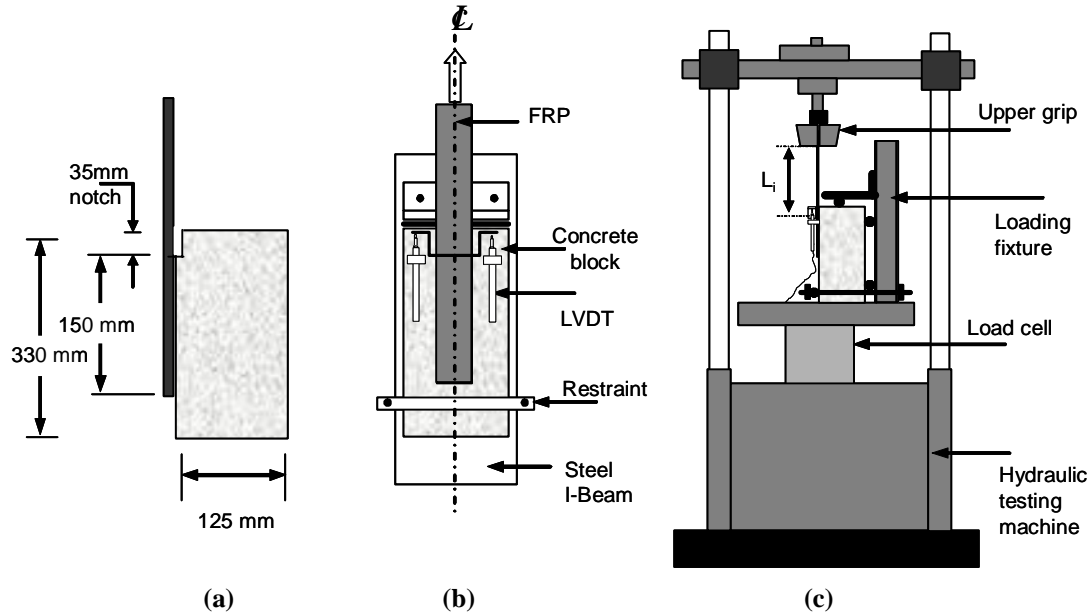 35mm
notch
150 mm
330 mm
125 mm
(a)
℄
FRP
Concrete
block
LVDT
Restraint
Steel
I-Beam
(b)
Upper grip
Li
Loading
fixture
Load cell
Hydraulic
testing
machine
(c)